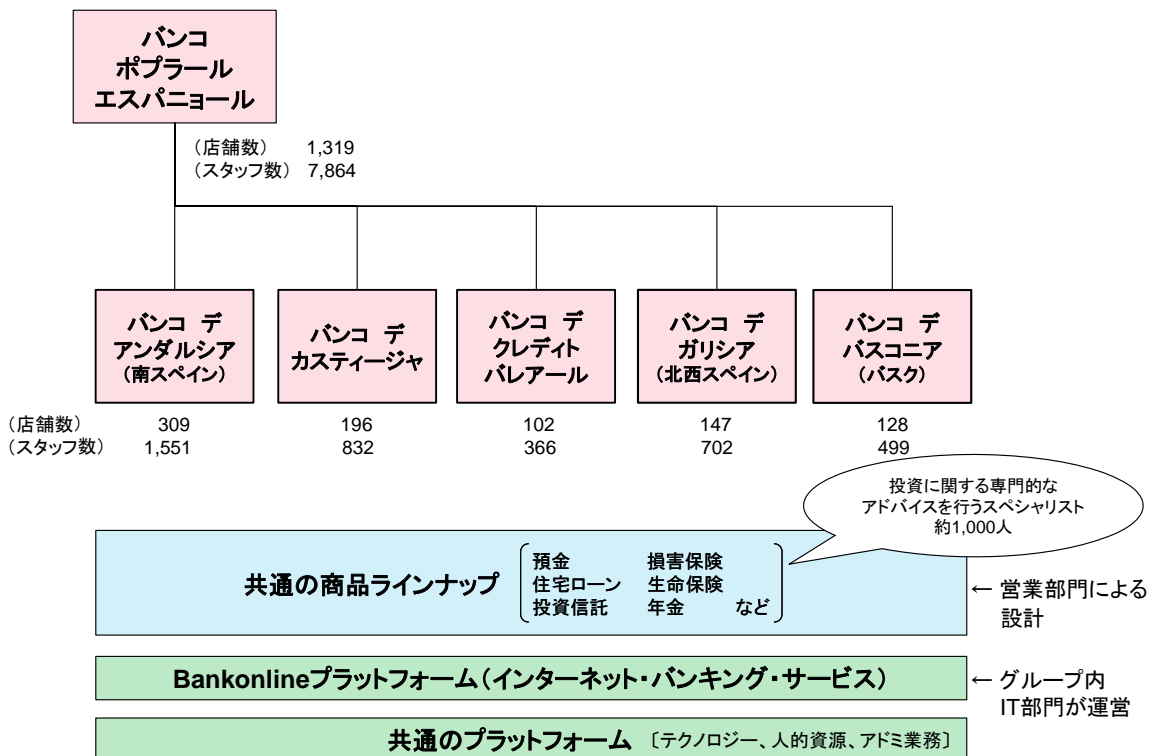 バンコ
ポプラール
エスパニョール
（店舗数） 1,319
（スタッフ数） 7,864
バンコ デ
アンダルシア
（南スペイン）
バンコ デ
カスティージャ
バンコ デ
クレディト
バレアール
バンコ デ
ガリシア
（北西スペイン）
バンコ デ
バスコニア
（バスク）
（店舗数） 309 196 102 147 128
（スタッフ数） 1,551 832 366 702 499
投資に関する専門的な
アドバイスを行うスペシャリスト
約1,000人
共通の商品ラインナップ
預金 損害保険
住宅ローン 生命保険
投資信託 年金 など
← 営業部門による
設計
Bankonlineプラットフォーム（インターネット・バンキング・サービス）
← グループ内
IT部門が運営
共通のプラットフォーム 〔テクノロジー、人的資源、アドミ業務〕